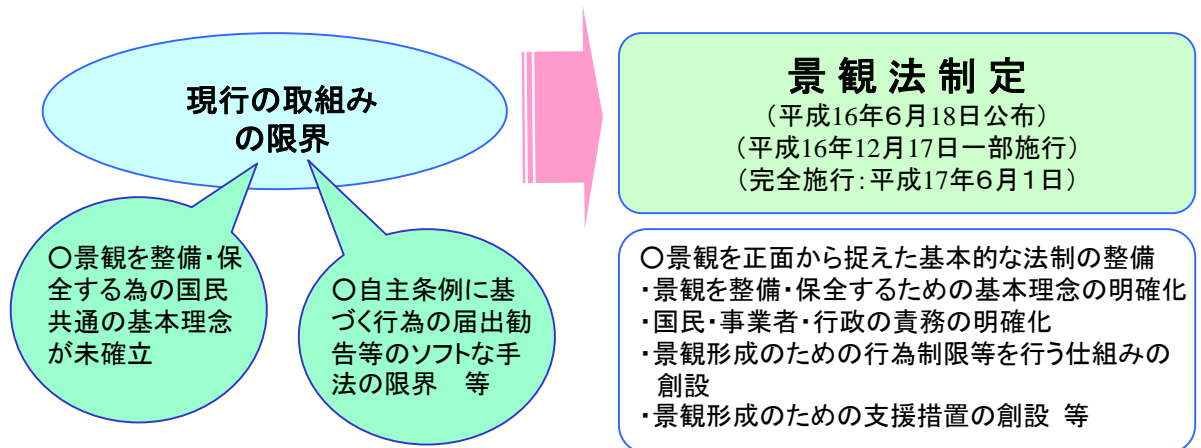 現行の取組み
の限界
〇景観を整備・保
全する為の国民
共通の基本理念
が未確立
〇自主条例に基
づく行為の届出勧
告等のソフトな手
法の限界　等
景 観 法 制 定
（平成16年６月18日公布）
（平成16年12月17日一部施行）
（完全施行：平成17年６月１日）
〇景観を正面から捉えた基本的な法制の整備
・景観を整備・保全するための基本理念の明確化
・国民・事業者・行政の責務の明確化
・景観形成のための行為制限等を行う仕組みの
創設
・景観形成のための支援措置の創設 等